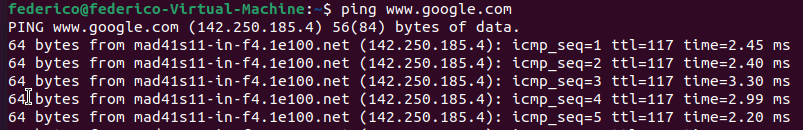 federico@federico-Virtual-Machine:~$ ping www.google.com
PING www.google.com (142.250.185.4) 56(84) bytes of data.
64 bytes from mad41s11-in-f4.1e100.net (142.250.185.4): icmp_seq=1 ttl=117 time=2.45 ms
64 bytes from mad41s11-in-f4.1e100.net (142.250.185.4): icmp_seq=2 ttl=117 time=2.40 ms
64 bytes from mad41s11-in-f4.1e100.net (142.250.185.4): icmp_seq=3 ttl=117 time=3.30 ms
64 bytes from mad41s11-in-f4.1e100.net (142.250.185.4): icmp_seq=4 ttl=117 time=2.99 ms
64 bytes from mad41s11-in-f4.1e100.net (142.250.185.4): icmp_seq=5 ttl=117 time=2.20 ms